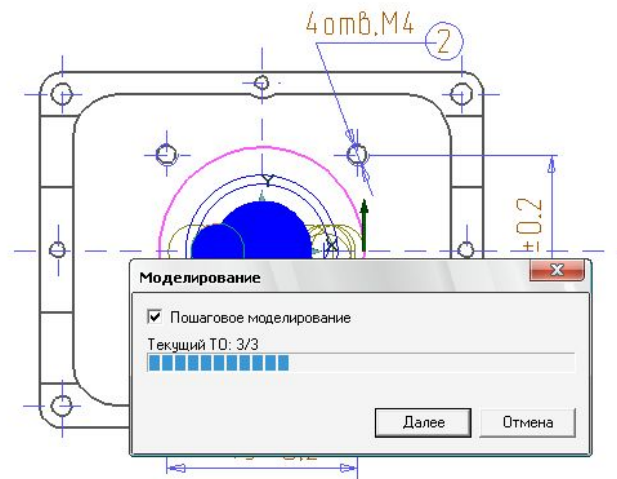 4отв,М4
2
Y
X
±0.2
Моделирование
Пошаговое моделирование
Текущий ТО: 3/3
Далее
Отмена